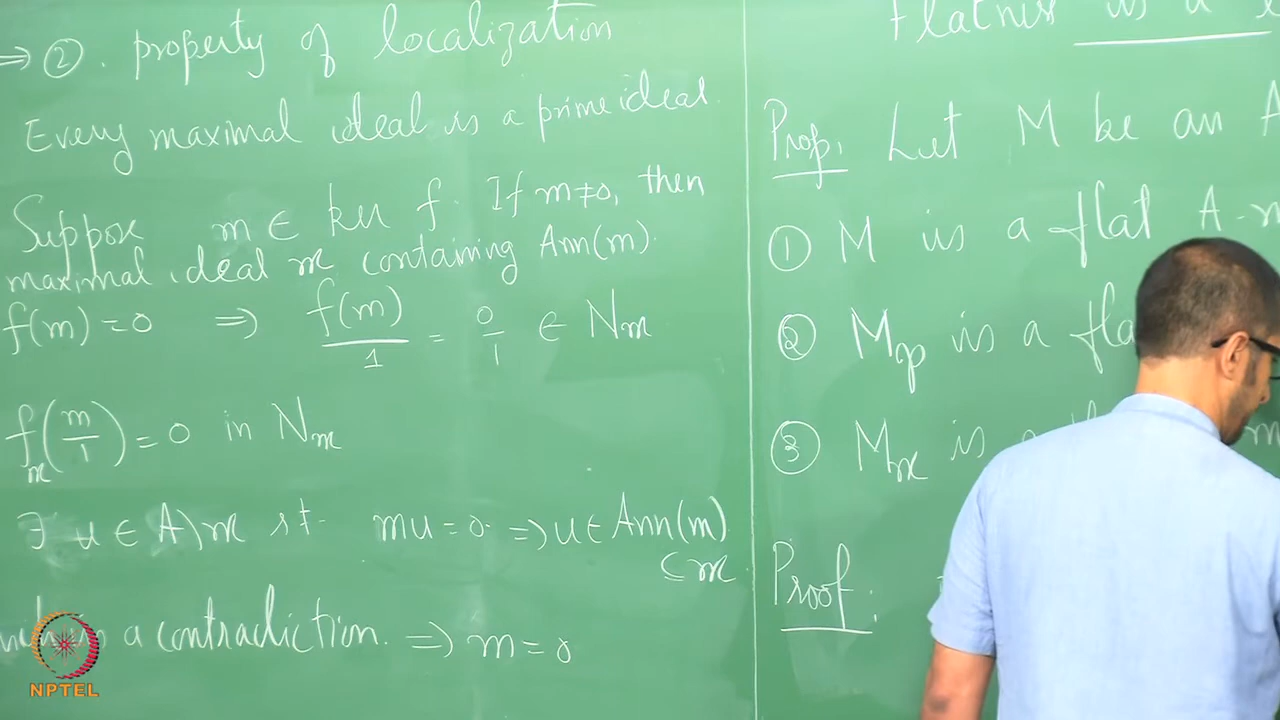 ⇒ ②. property of localization
Every maximal ideal is a prime ideal.
Suppose m ∈ ker f. If m≠0, then
maximal ideal 𝔪 containing Ann(m).
f(m) = 0 ⇒ f(m)/1 = 0/1 ∈ N𝔪
f𝔪(m/1) = 0 in N𝔪
∃ u ∈ A∖𝔪 st. mu = 0. ⇒ u ∈ Ann(m)
⊆ 𝔪
a contradiction. ⇒ m = 0
NPTEL
Flatness is a
Prop. Let M be an A
① M is a flat A-m
② Mp is a fla
③ M𝔪 is
Proof: